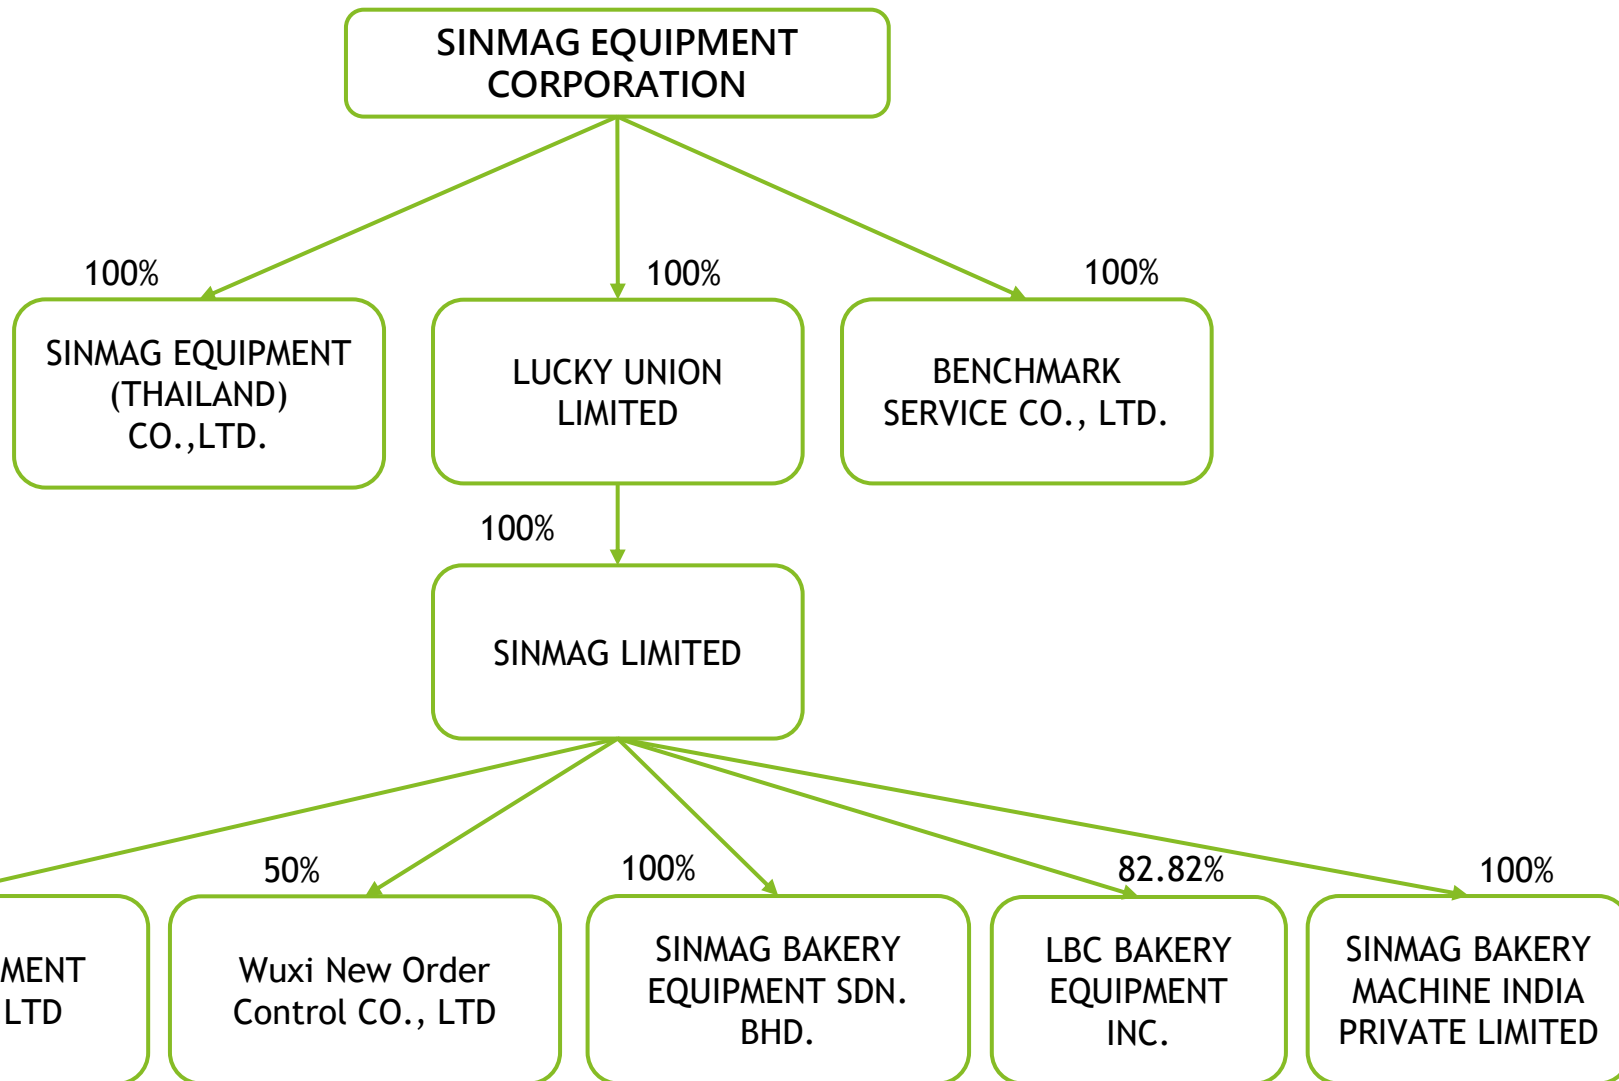 SINMAG EQUIPMENT
CORPORATION
100%
100%
100%
SINMAG EQUIPMENT
(THAILAND)
CO.,LTD.
LUCKY UNION
LIMITED
BENCHMARK
SERVICE CO., LTD.
100%
SINMAG LIMITED
50%
100%
82.82%
100%
MENT
LTD
Wuxi New Order
Control CO., LTD
SINMAG BAKERY
EQUIPMENT SDN.
BHD.
LBC BAKERY
EQUIPMENT
INC.
SINMAG BAKERY
MACHINE INDIA
PRIVATE LIMITED